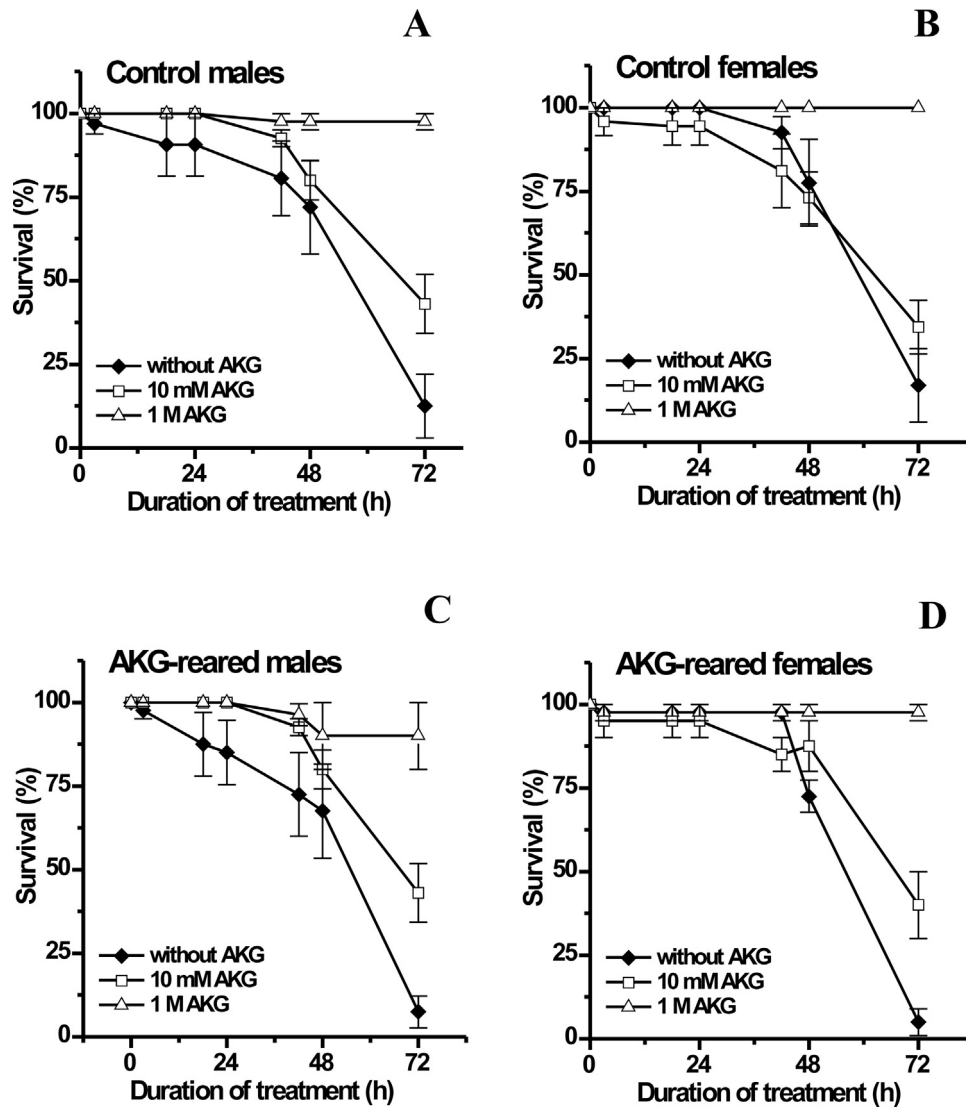 A
Control males
100
75
50
25
0
Survival (%)
without AKG
10 mM AKG
1 M AKG
0 24 48 72
Duration of treatment (h)
B
Control females
100
75
50
25
0
Survival (%)
without AKG
10 mM AKG
1 M AKG
0 24 48 72
Duration of treatment (h)
C
AKG-reared males
100
75
50
25
0
Survival (%)
without AKG
10 mM AKG
1 M AKG
0 24 48 72
Duration of treatment (h)
D
AKG-reared females
100
75
50
25
0
Survival (%)
without AKG
10 mM AKG
1 M AKG
0 24 48 72
Duration of treatment (h)